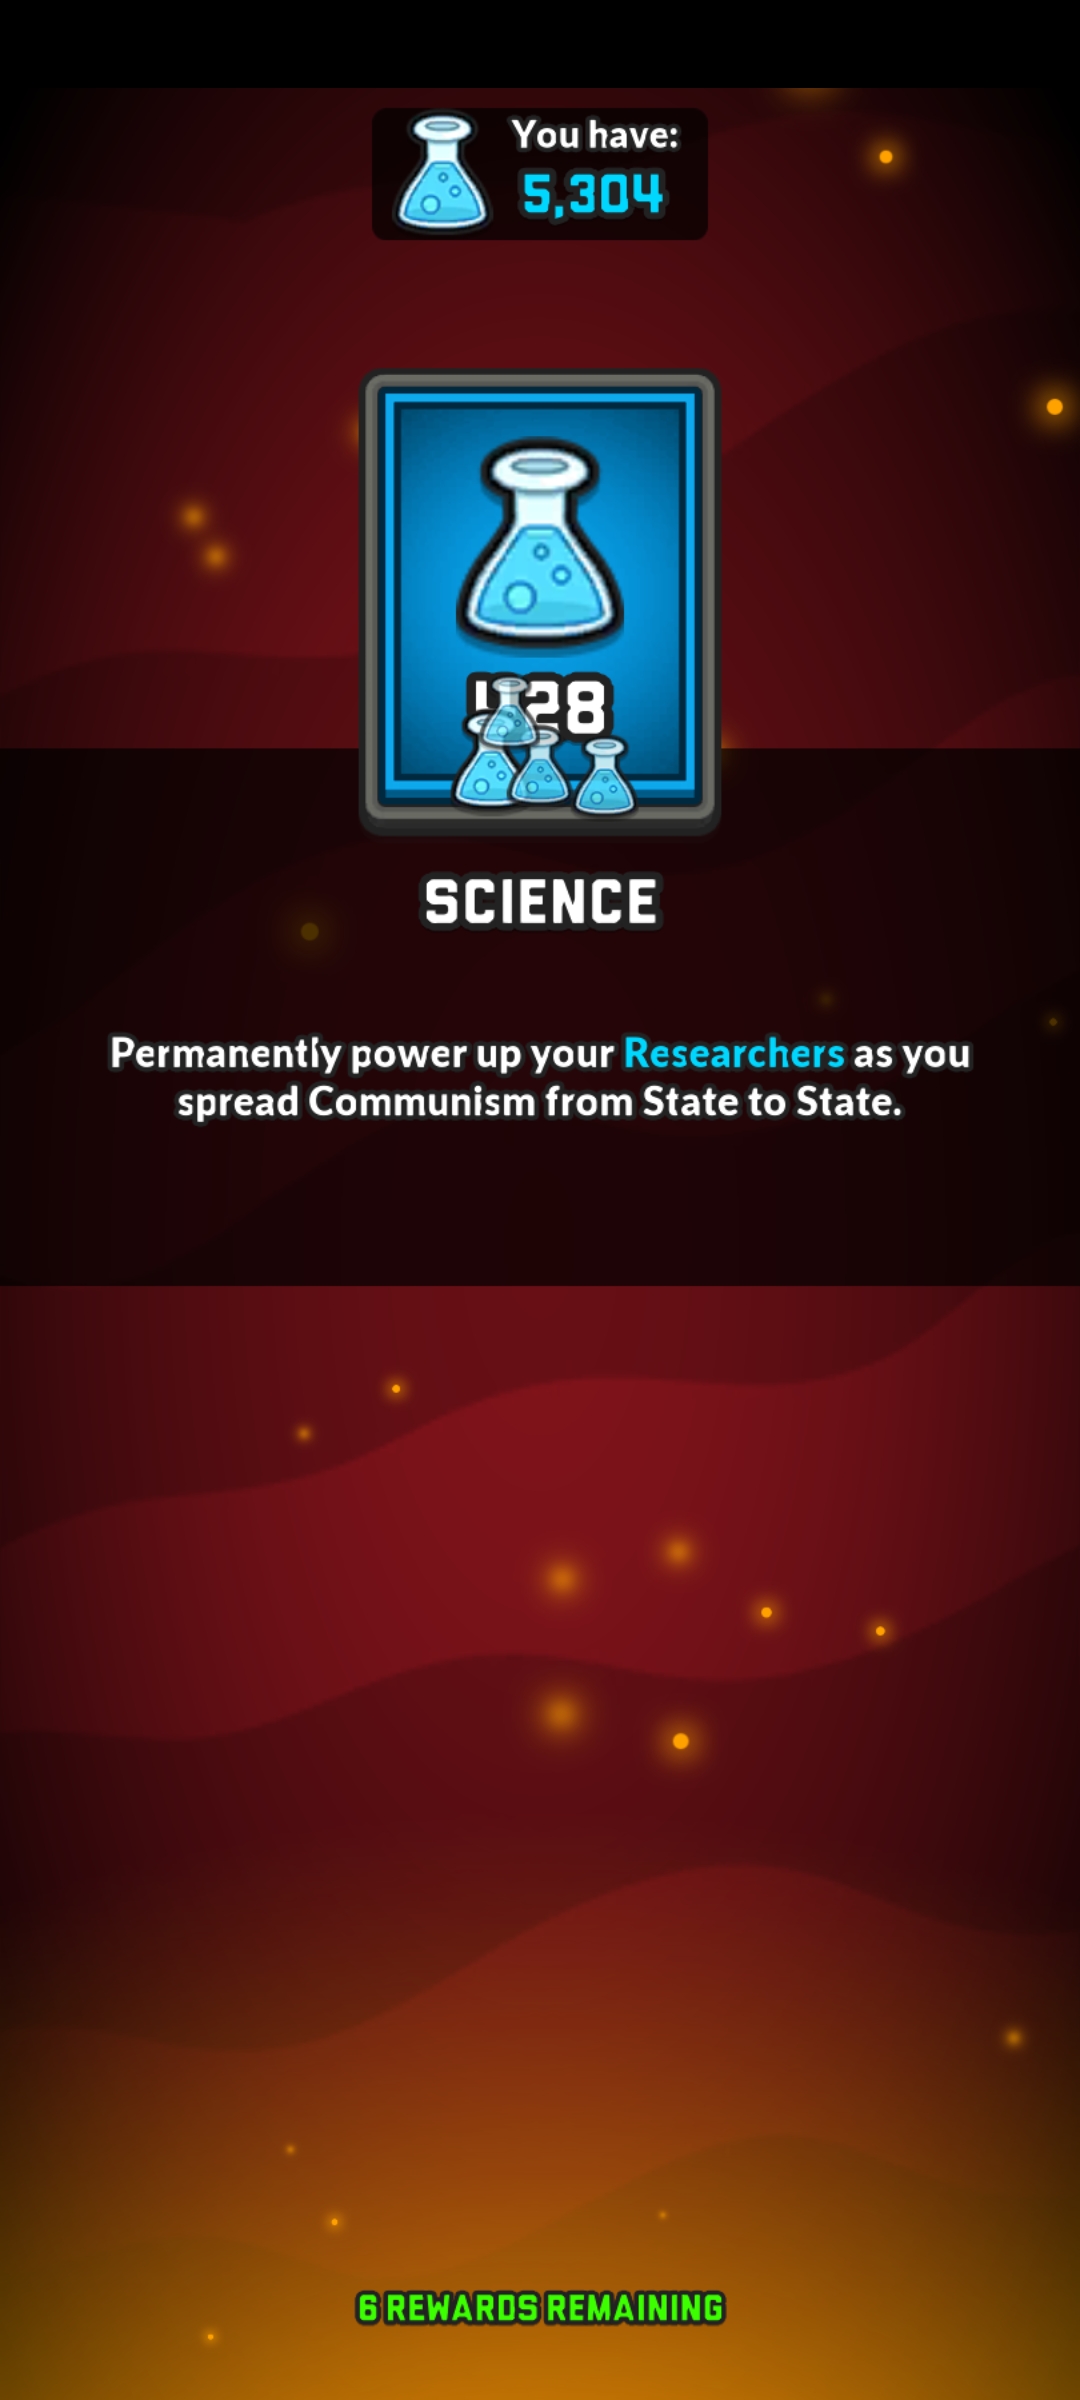 You have:
5,304
SCIENCE
Permanently power up your Researchers as you
spread Communism from State to State.
6 REWARDS REMAINING